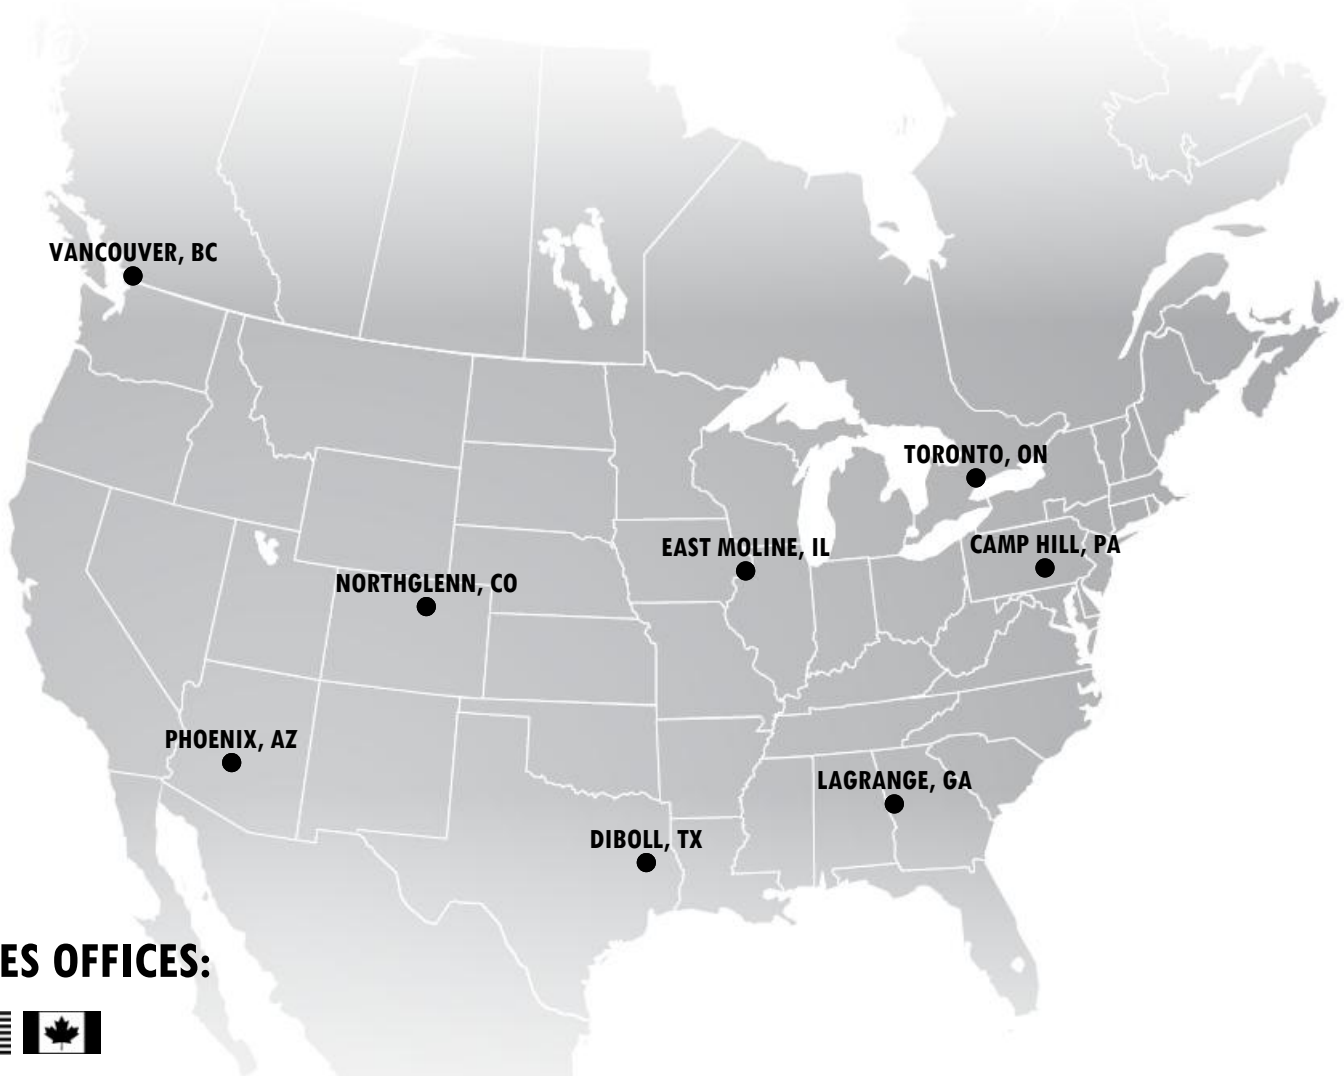 VANCOUVER, BC
TORONTO, ON
EAST MOLINE, IL
CAMP HILL, PA
NORTHGLENN, CO
PHOENIX, AZ
LAGRANGE, GA
DIBOLL, TX
ES OFFICES: